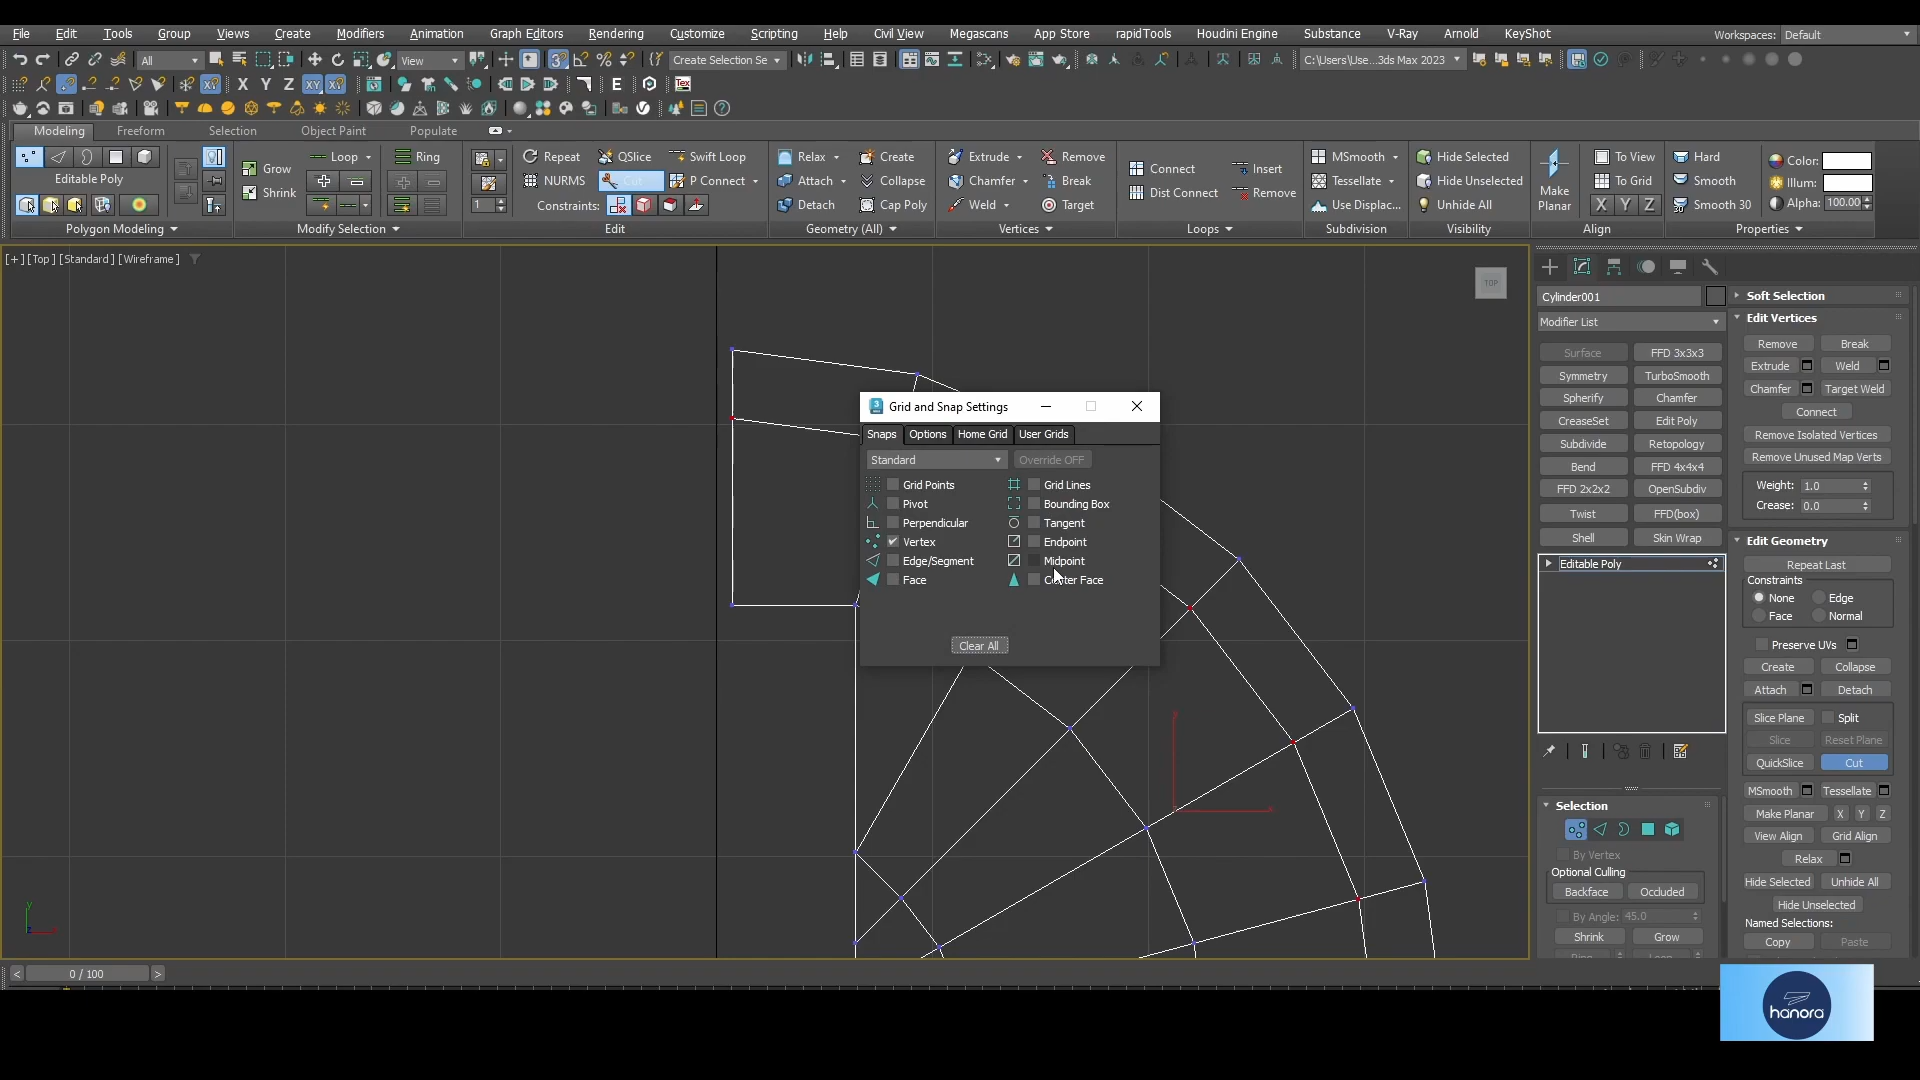 File Edit Tools Group Views Create Modifiers Animation Graph Editors Rendering Customize Scripting Help Civil View Megascans App Store rapidTools Houdini Engine Substance V-Ray Arnold KeyShot Workspaces: Default
All View Create Selection Se C:\Users\Use...3ds Max 2023
X Y Z XY XY E Tex
Modeling Freeform Selection Object Paint Populate
Loop Ring Repeat QSlice Swift Loop Relax Create Extrude Remove MSmooth Hide Selected To View Hard Color:
Grow Connect Insert
Editable Poly NURMS Cut P Connect Attach Collapse Chamfer Break Tessellate Hide Unselected Make Planar To Grid Smooth Illum:
Shrink Dist Connect Remove
1 Constraints: Detach Cap Poly Weld Target Use Displac... Unhide All X Y Z Smooth 30 Alpha: 100.00
Polygon Modeling Modify Selection Edit Geometry (All) Vertices Loops Subdivision Visibility Align Properties
[+] [Top] [Standard] [Wireframe]
TOP
Grid and Snap Settings
Snaps Options Home Grid User Grids
Standard Override OFF
Grid Points Grid Lines
Pivot Bounding Box
Perpendicular Tangent
Vertex Endpoint
Edge/Segment Midpoint
Face Center Face
Clear All
y
x
0 / 100
Cylinder001
Modifier List
Surface FFD 3x3x3
Symmetry TurboSmooth
Spherify Chamfer
CreaseSet Edit Poly
Subdivide Retopology
Bend FFD 4x4x4
FFD 2x2x2 OpenSubdiv
Twist FFD(box)
Shell Skin Wrap
Editable Poly
Selection
By Vertex
Optional Culling
Backface Occluded
By Angle: 45.0
Shrink Grow
Ring Loop
Soft Selection
Edit Vertices
Remove Break
Extrude Weld
Chamfer Target Weld
Connect
Remove Isolated Vertices
Remove Unused Map Verts
Weight: 1.0
Crease: 0.0
Edit Geometry
Repeat Last
Constraints
None Edge
Face Normal
Preserve UVs
Create Collapse
Attach Detach
Slice Plane Split
Slice Reset Plane
QuickSlice Cut
MSmooth Tessellate
Make Planar X Y Z
View Align Grid Align
Relax
Hide Selected Unhide All
Hide Unselected
Named Selections:
Copy Paste
hanora